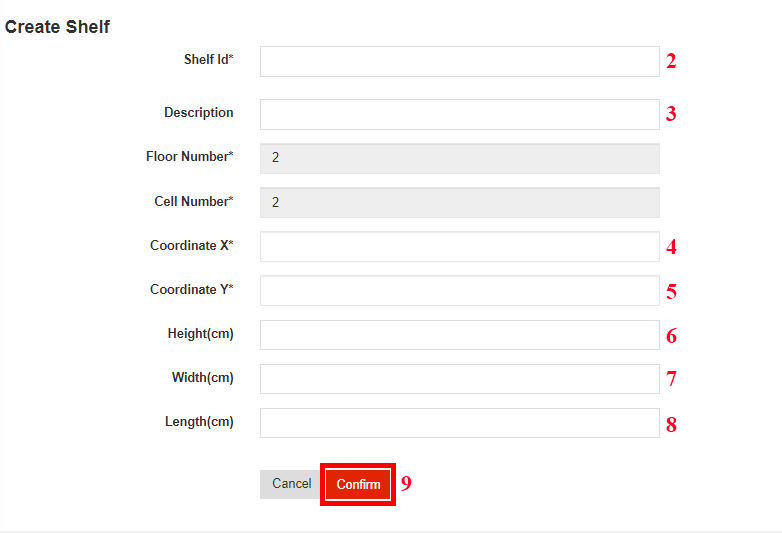 Create Shelf
Shelf Id* 2
Description 3
Floor Number* 2
Cell Number* 2
Coordinate X* 4
Coordinate Y* 5
Height(cm) 6
Width(cm) 7
Length(cm) 8
Cancel Confirm 9